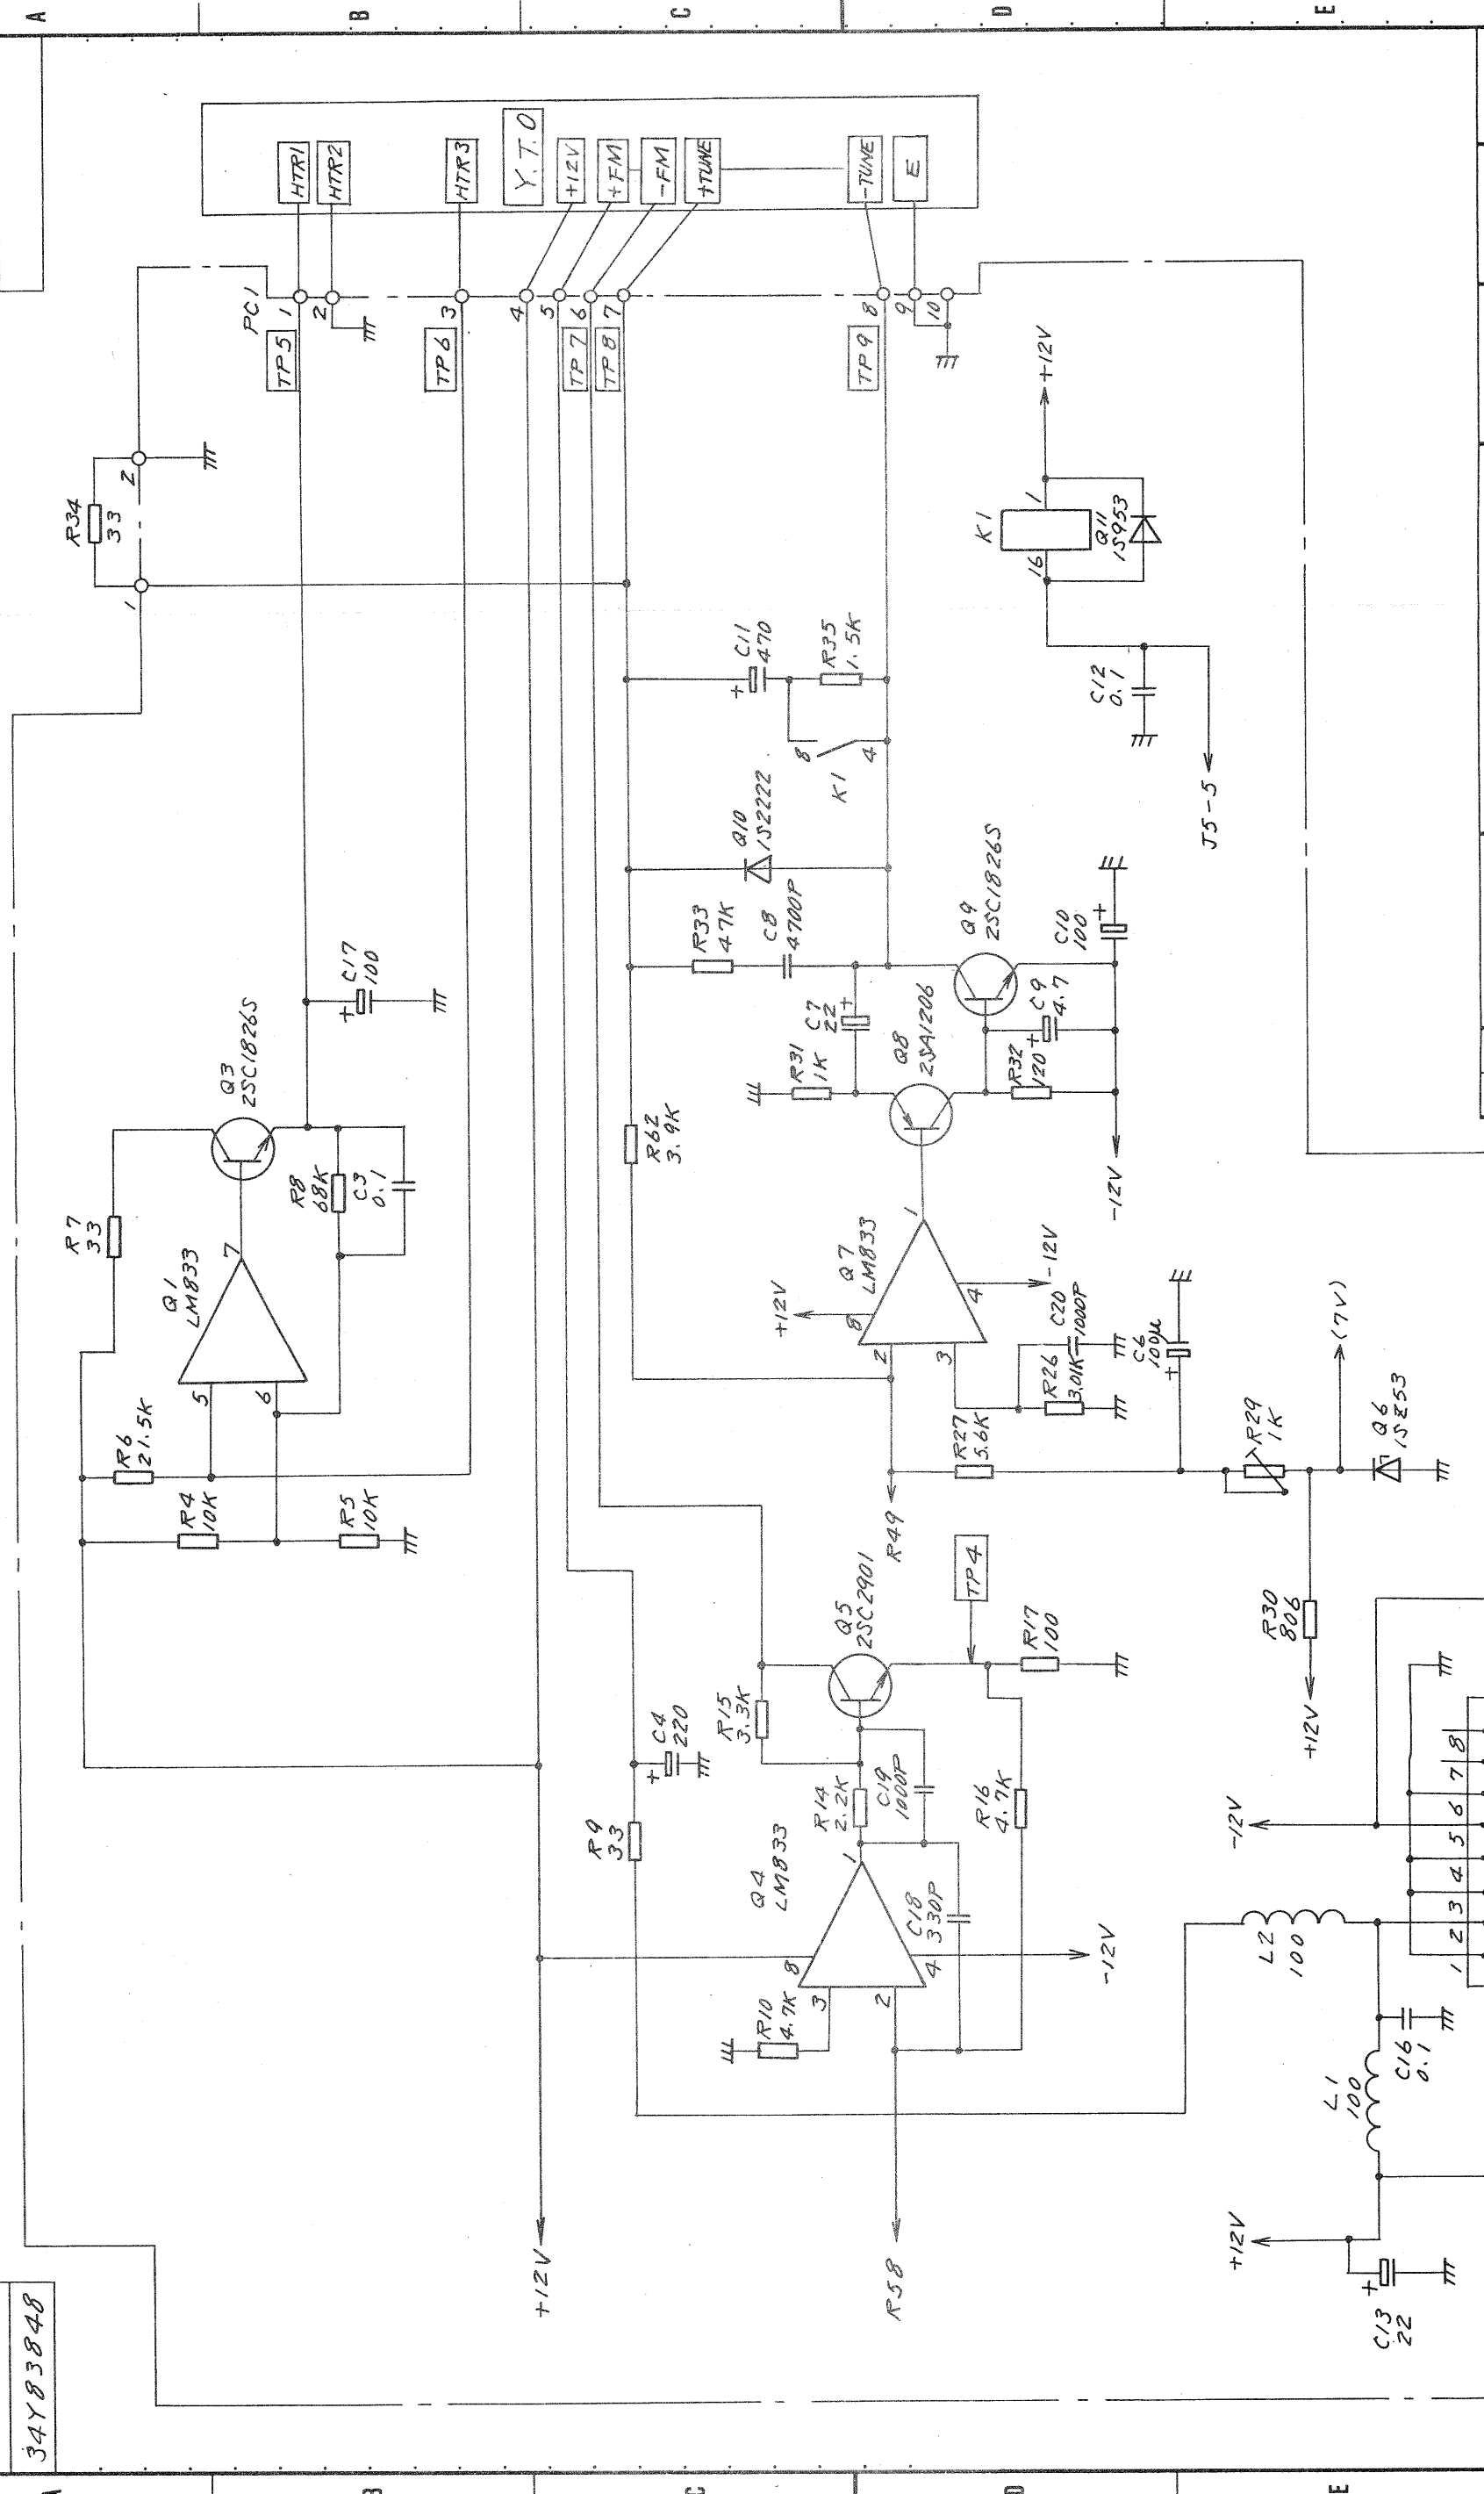 34Y83848
A
B
C
D
E
R34
33
1
2
PC1
TP5
1
2
TP6
3
4
5
TP7
6
TP8
7
TP9
8
9
10
HTR1
HTR2
HTR3
Y.T.O
+12V
+FM
-FM
+TUNE
-TUNE
E
R7
33
Q3
2SC1826S
Q1
LM833
7
5
6
R6
21.5K
R4
10K
R5
10K
R8
68K
C3
0.1
+
C17
100
+12V
R9
33
+
C4
220
R15
3.3K
Q5
2SC2901
R14
2.2K
C19
1000P
Q4
LM833
8
1
3
2
4
R10
4.7K
C18
330P
R16
4.7K
-12V
R58
TP4
R17
100
R49
R62
3.9K
R33
47K
C8
4700P
Q10
1S2222
+
C11
470
R35
1.5K
8
4
K1
R31
1K
C7
22
+
Q8
2SA1206
Q9
2SC1826S
R32
120
+
C9
4.7
C10
100
+
-12V
Q7
LM833
+12V
8
1
2
3
4
-12V
R26
3.01K
C20
1000P
R27
5.6K
C6
100μ
+
R29
1K
(7V)
Q6
1SZ53
R30
806
+12V
K1
16
1
+12V
Q11
1S953
C12
0.1
J5-5
-12V
L2
100
L1
100
C16
0.1
+12V
+
C13
22
1
2
3
4
5
6
7
8
A
B
C
D
E